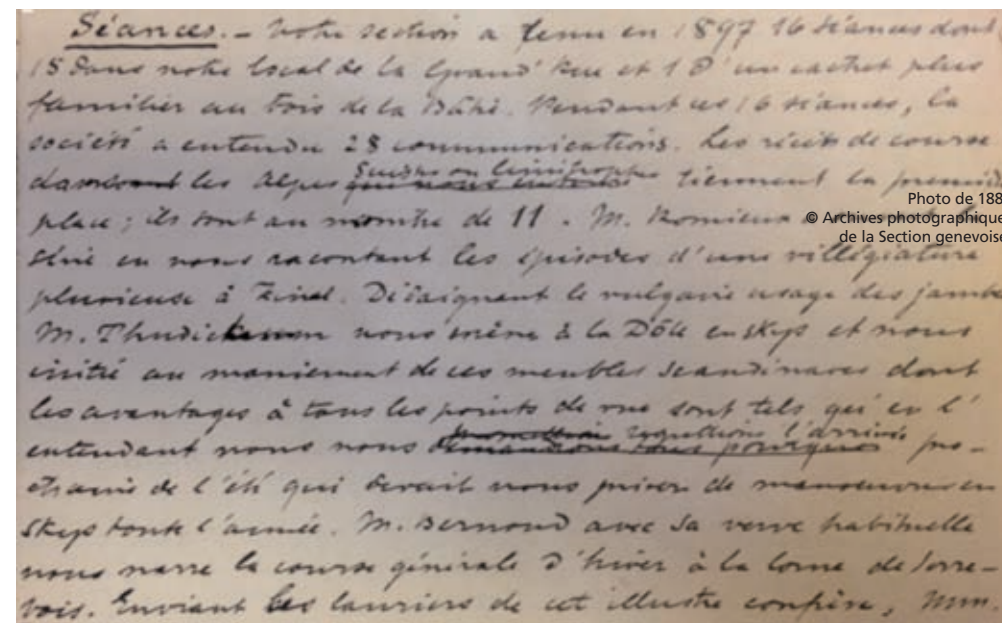 Séances. – Notre section a tenu en 1897 16 séances dont
15 dans notre local de la Grand' Rue et 1 d'un cachet plus
familier au bois de la Bâtie. Pendant ces 16 séances, la
société a entendu 28 communications. Les récits de course
dans les Alpes Suisses ou limitrophes tiennent la première
place; ils sont au nombre de 11. M. Romieux
Photo de 188
© Archives photographique
de la Section genevoise
série en nous racontant les épisodes d'une villégiature
pluvieuse à Zinal. Dédaignant le vulgaire usage des jambes
M. Thudichum nous mène à la Dôle en skys et nous
initie au maniement de ces meubles scandinaves dont
les avantages à tous les points de vue sont tels qu'en l'
entendant nous nous regrettions l'arrivée pro-
chaine de l'été qui devait nous priver de manoeuvrer en
skys toute l'année. M. Bernoud avec sa verve habituelle
nous narre la course générale d'hiver à la
bois. Enviant les lauriers de cet illustre confrère, MM.